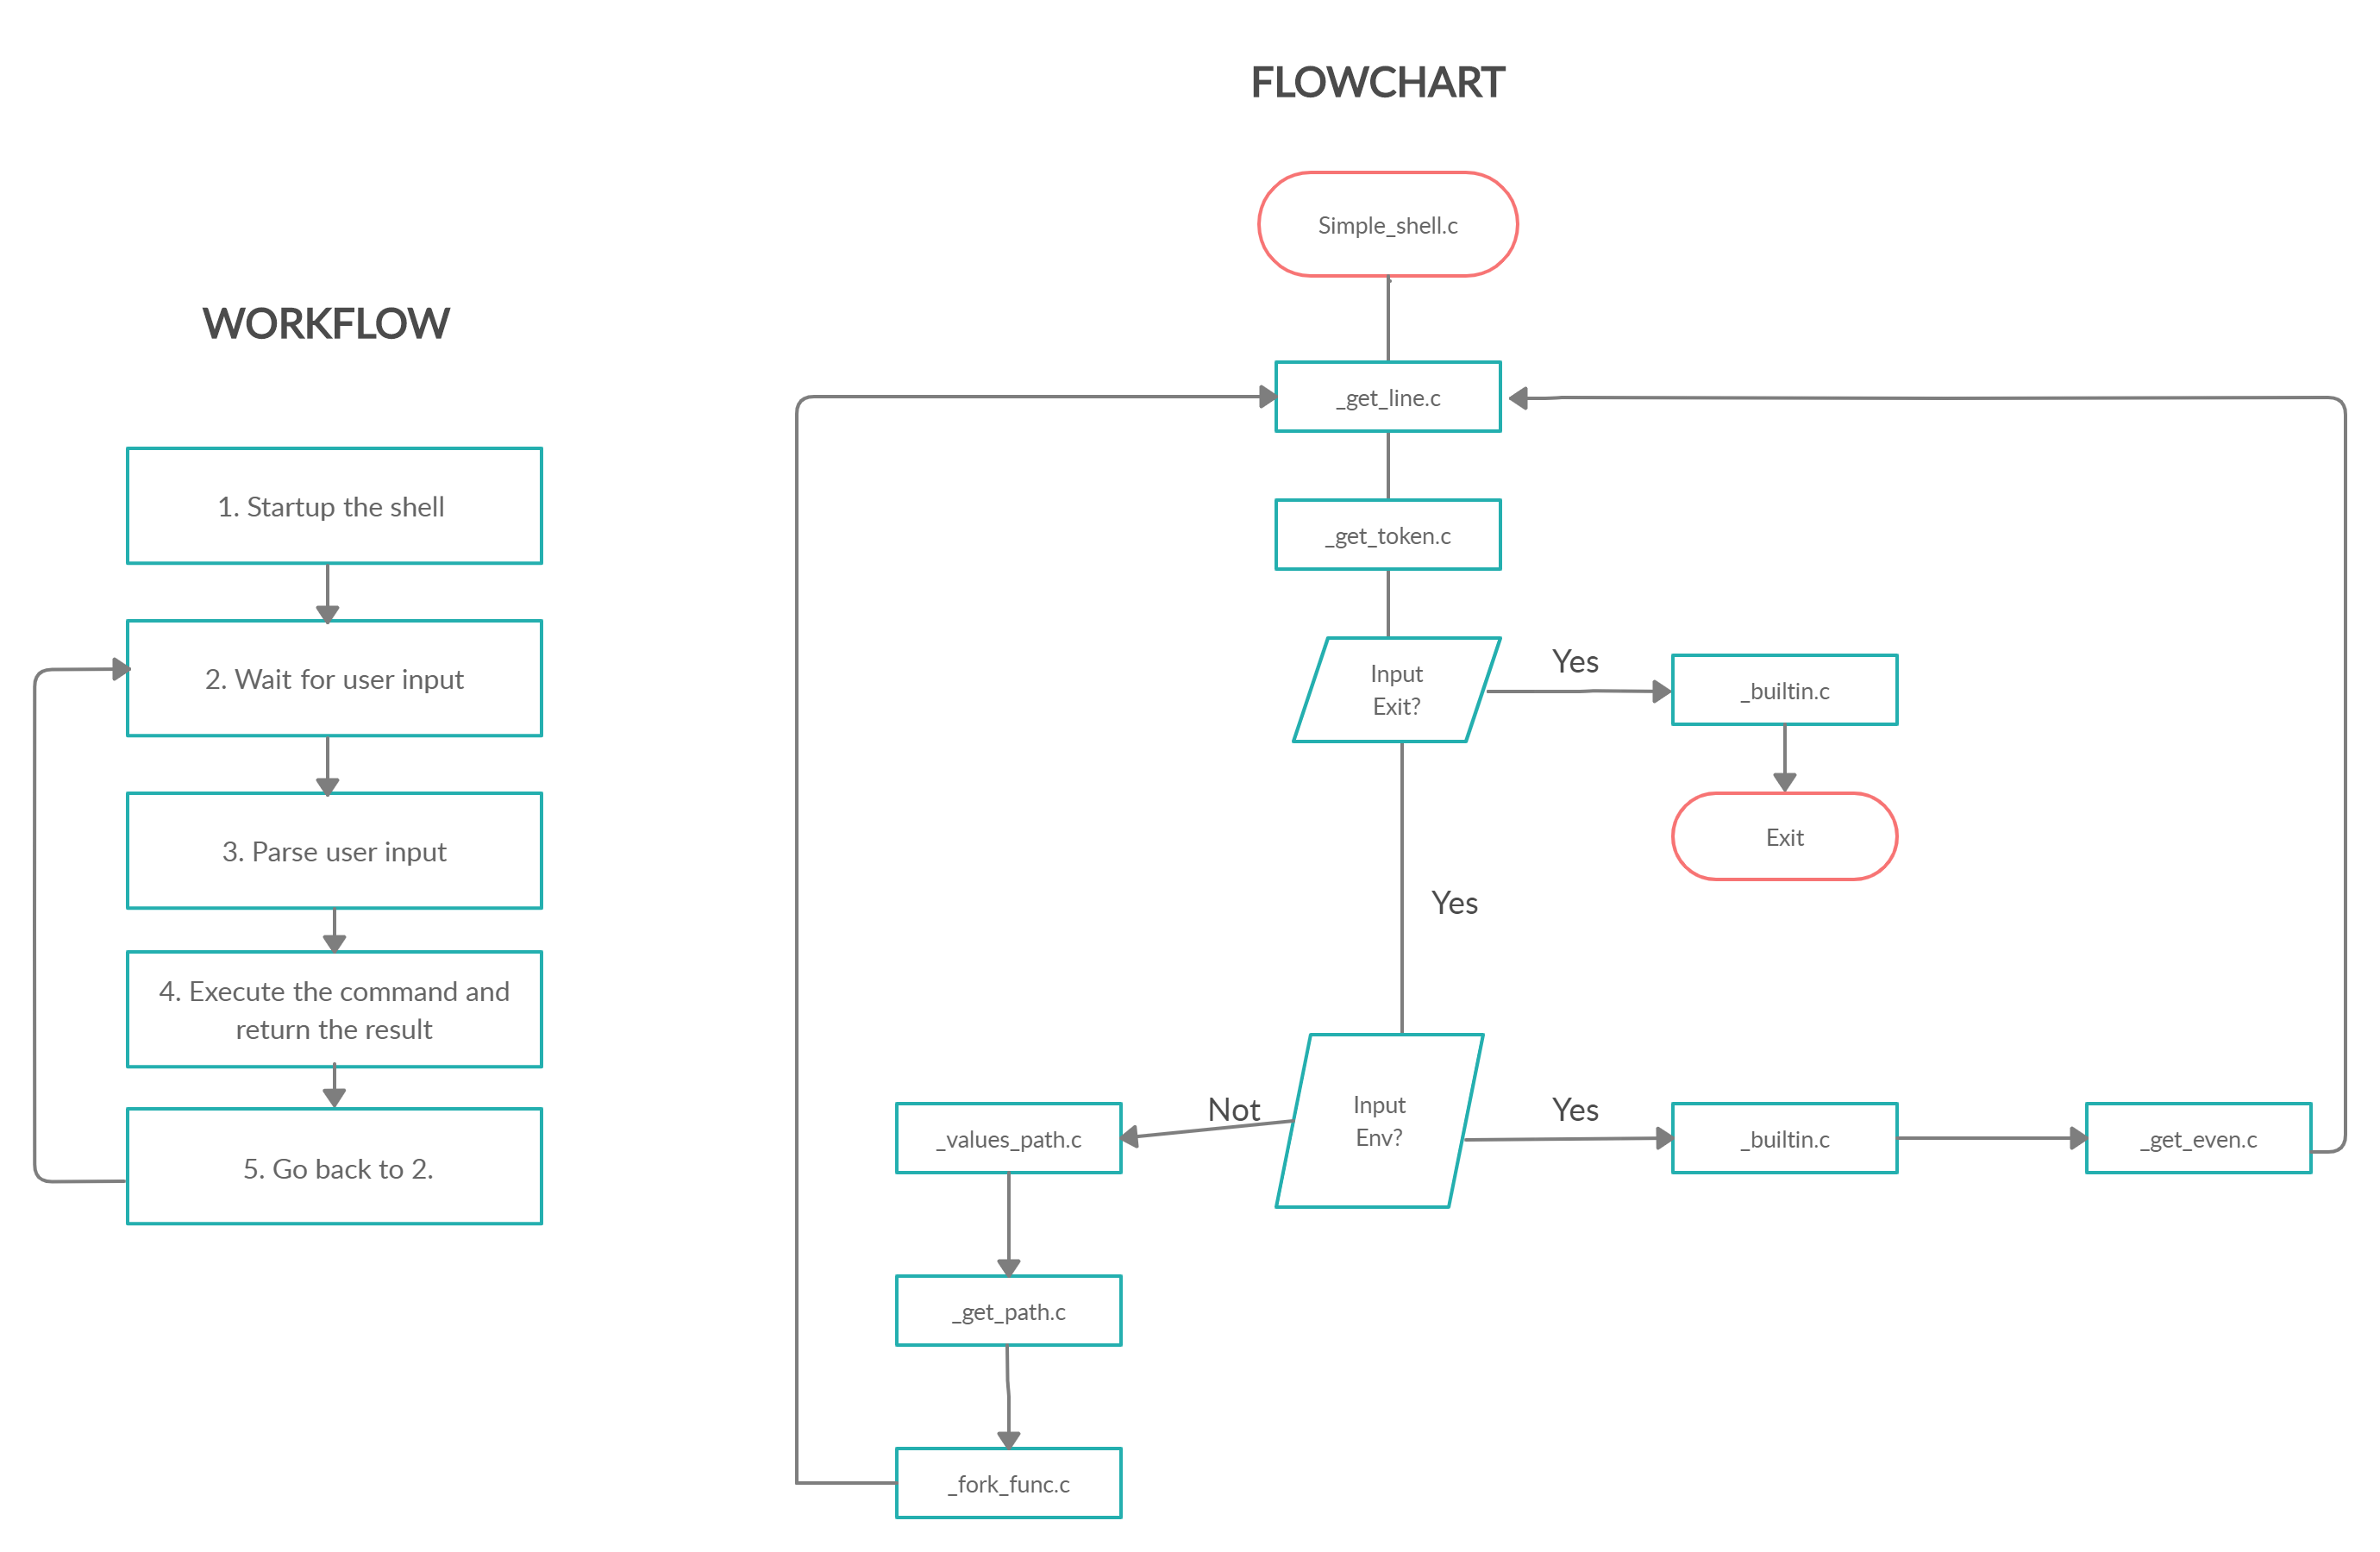 WORKFLOW
1. Startup the shell
2. Wait for user input
3. Parse user input
4. Execute the command and
return the result
5. Go back to 2.
FLOWCHART
Simple_shell.c
_get_line.c
_get_token.c
Input
Exit?
Yes
_builtin.c
Exit
Yes
Input
Env?
Not
_values_path.c
_get_path.c
_fork_func.c
Yes
_builtin.c
_get_even.c